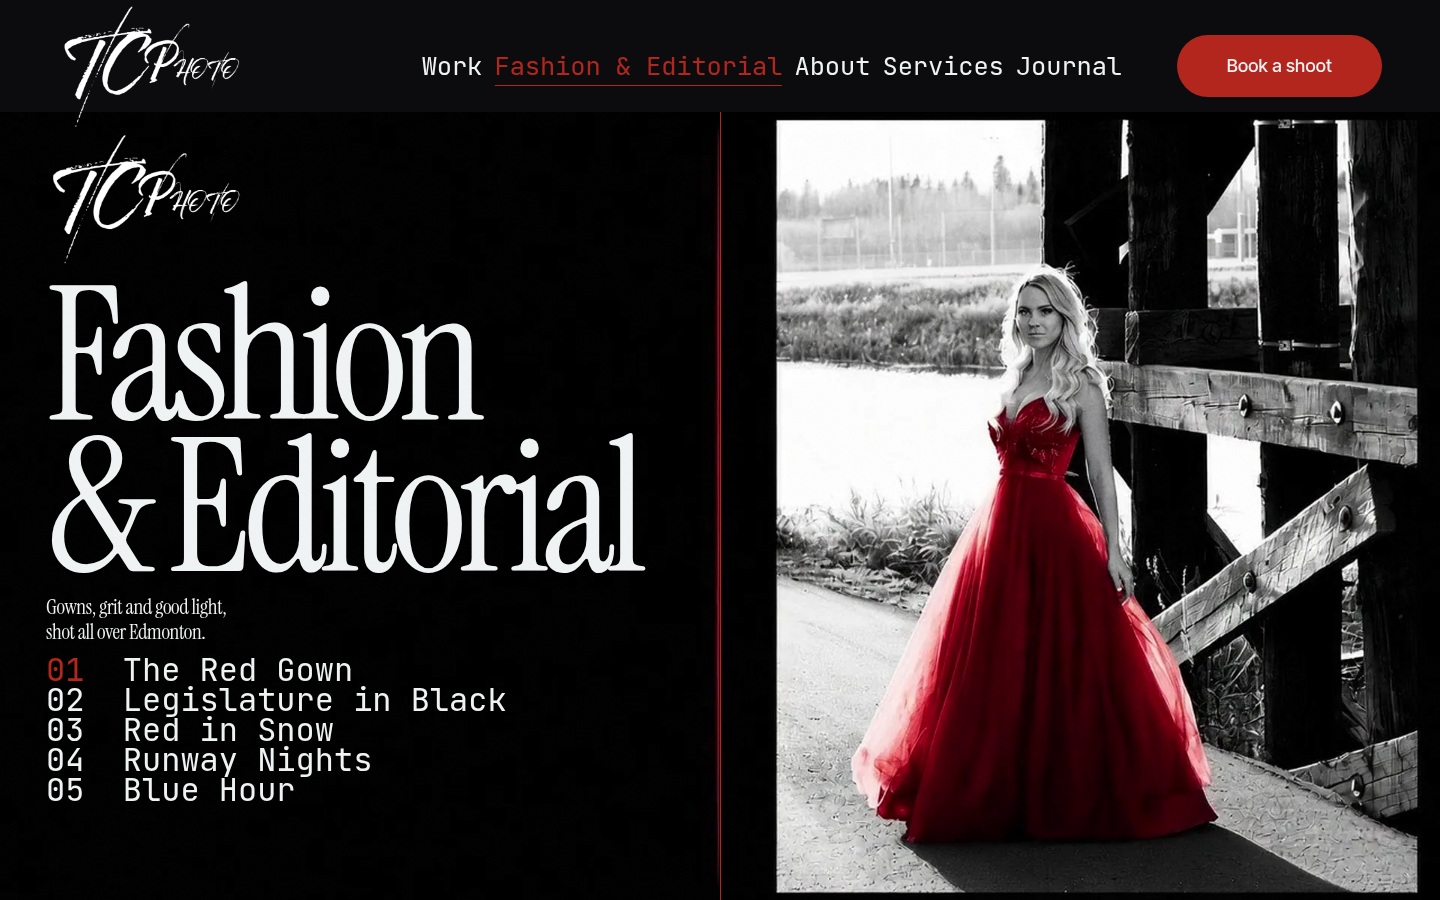 TCPHOTO
Work Fashion & Editorial About Services Journal
Book a shoot
TCPHOTO
Fashion
& Editorial
Gowns, grit and good light,
shot all over Edmonton.
01 The Red Gown
02 Legislature in Black
03 Red in Snow
04 Runway Nights
05 Blue Hour